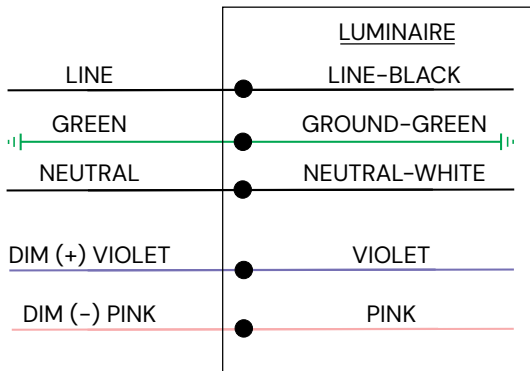 LUMINAIRE
LINE LINE-BLACK
GREEN GROUND-GREEN
NEUTRAL NEUTRAL-WHITE
DIM (+) VIOLET VIOLET
DIM (-) PINK PINK